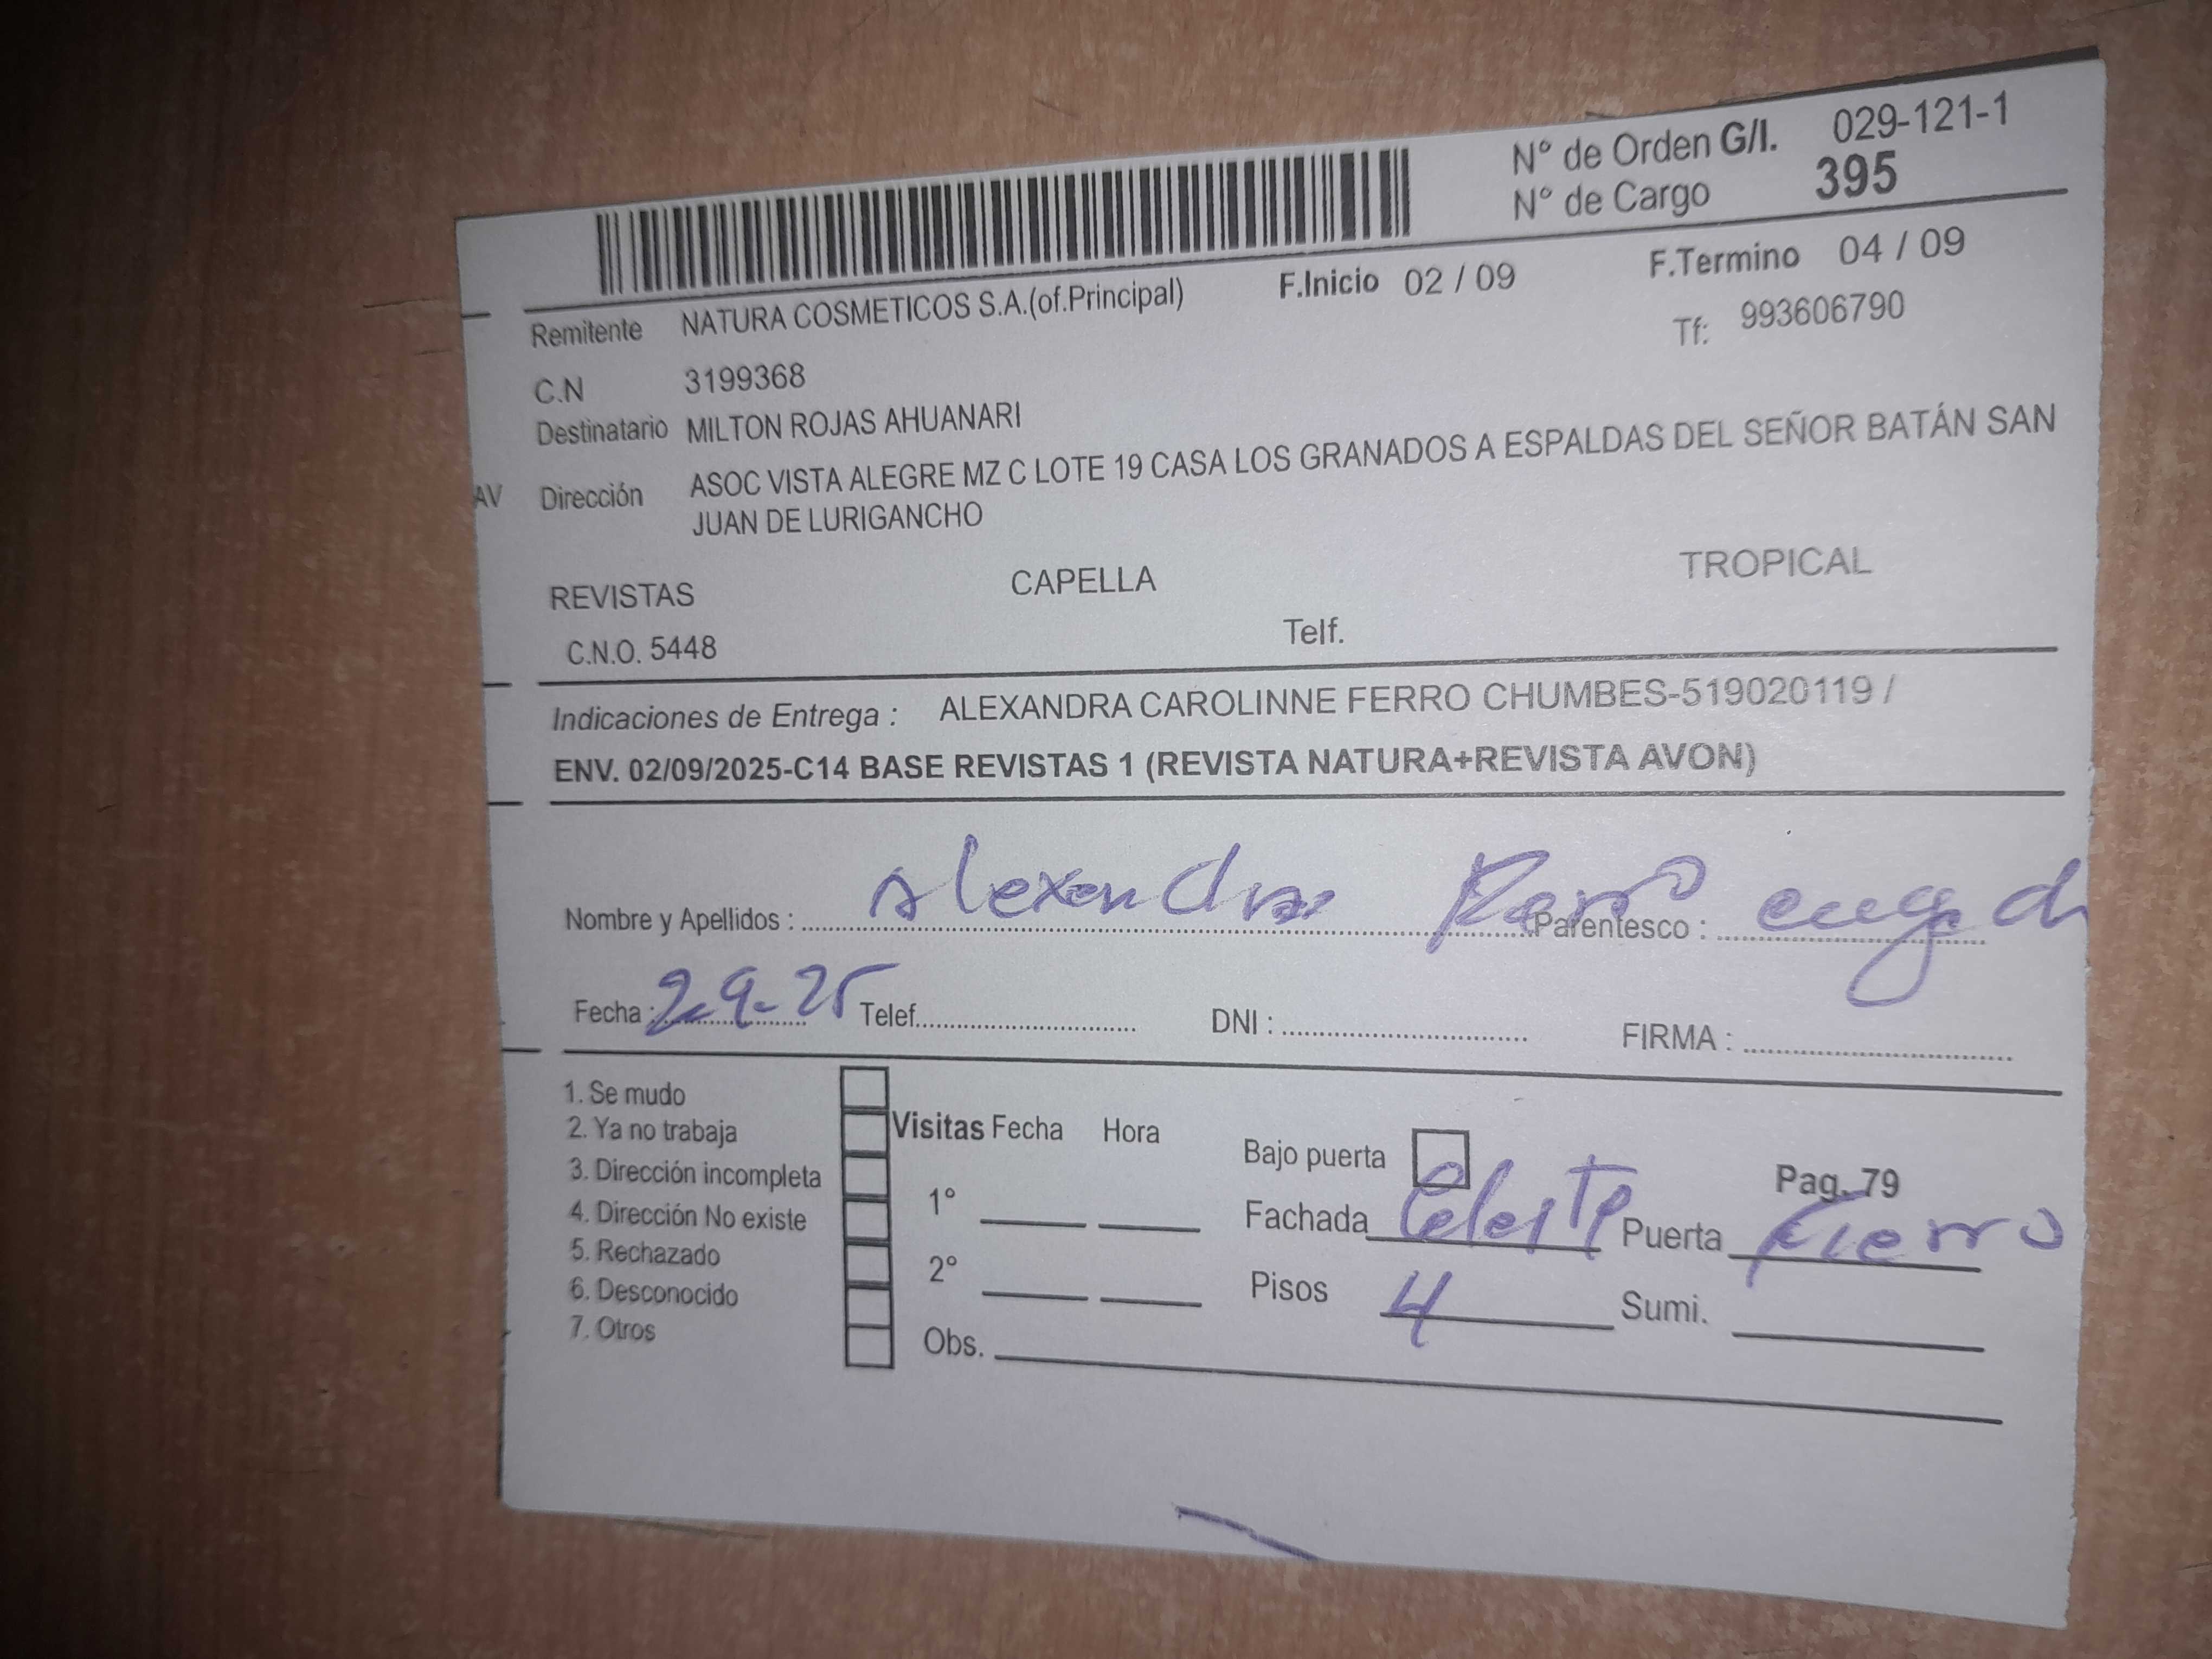 N° de Orden G/I. 029-121-1
N° de Cargo 395
F.Inicio 02 / 09 F.Termino 04 / 09
Remitente NATURA COSMETICOS S.A.(of.Principal) Tf: 993606790
C.N 3199368
Destinatario MILTON ROJAS AHUANARI
AV Dirección ASOC VISTA ALEGRE MZ C LOTE 19 CASA LOS GRANADOS A ESPALDAS DEL SEÑOR BATÁN SAN
JUAN DE LURIGANCHO
REVISTAS CAPELLA TROPICAL
C.N.O. 5448 Telf.
Indicaciones de Entrega : ALEXANDRA CAROLINNE FERRO CHUMBES-519020119 /
ENV. 02/09/2025-C14 BASE REVISTAS 1 (REVISTA NATURA+REVISTA AVON)
Nombre y Apellidos : Alexandra Parentesco :
Fecha : 2-9-25 Telef. DNI : FIRMA :
1. Se mudo
2. Ya no trabaja
3. Dirección incompleta
4. Dirección No existe
5. Rechazado
6. Desconocido
7. Otros
Visitas Fecha Hora
1°
2°
Obs.
Bajo puerta Pag. 79
Fachada Celeste Puerta Fierro
Pisos 4 Sumi.